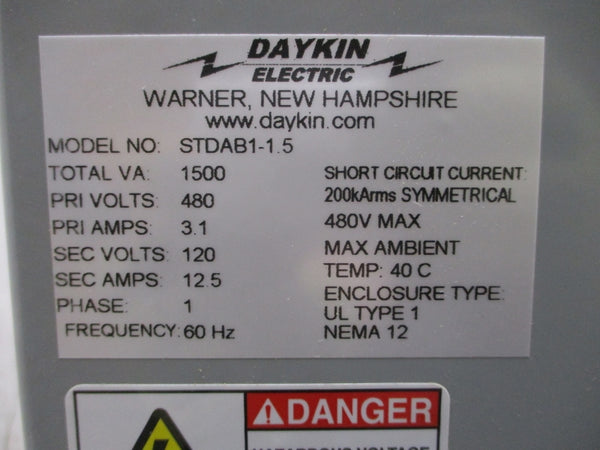 DAYKIN
ELECTRIC
WARNER, NEW HAMPSHIRE
www.daykin.com
MODEL NO: STDAB1-1.5
TOTAL VA: 1500
PRI VOLTS: 480
PRI AMPS: 3.1
SEC VOLTS: 120
SEC AMPS: 12.5
PHASE: 1
FREQUENCY: 60 Hz
SHORT CIRCUIT CURRENT:
200kArms SYMMETRICAL
480V MAX
MAX AMBIENT
TEMP: 40 C
ENCLOSURE TYPE:
UL TYPE 1
NEMA 12
DANGER
HAZARDOUS VOLTAGE